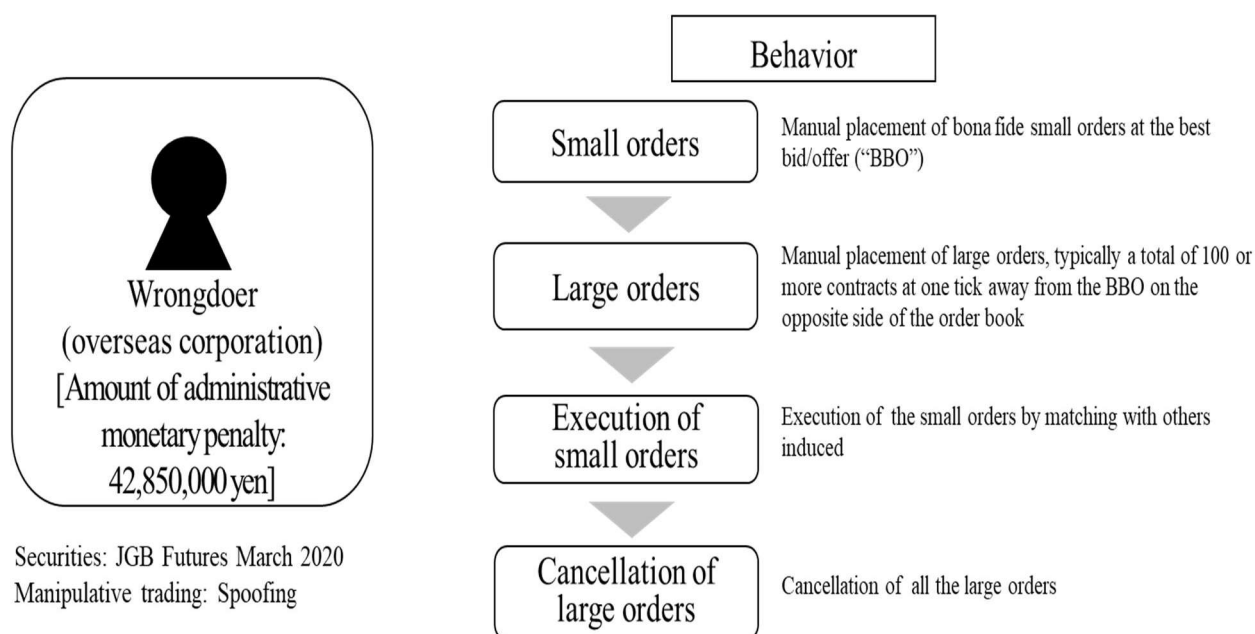 Behavior
Wrongdoer
(overseas corporation)
[Amount of administrative
monetary penalty:
42,850,000 yen]
Securities: JGB Futures March 2020
Manipulative trading: Spoofing
Small orders
Manual placement of bona fide small orders at the best
bid/offer (“BBO”)
Large orders
Manual placement of large orders, typically a total of 100 or
more contracts at one tick away from the BBO on the
opposite side of the order book
Execution of
small orders
Execution of the small orders by matching with others
induced
Cancellation of
large orders
Cancellation of all the large orders